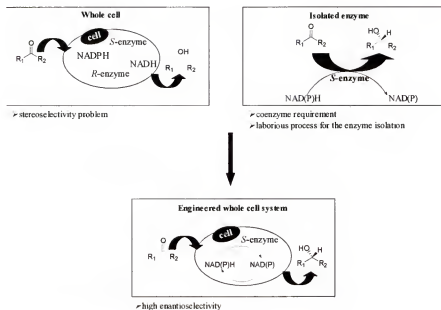 Whole cell
cell
S-enzyme
NADPH
R-enzyme
NADH
O
R₁ R₂
OH
R₁ R₂
➢ stereoselectivity problem
Isolated enzyme
O
R₁ R₂
HO H
R₁ R₂
S-enzyme
NAD(P)H
NAD(P)
➢ coenzyme requirement
➢ laborious process for the enzyme isolation
Engineered whole cell system
cell
S-enzyme
O
R₁ R₂
NAD(P)H
NAD(P)
HO H
R₁ R₂
➢ high enantioselectivity